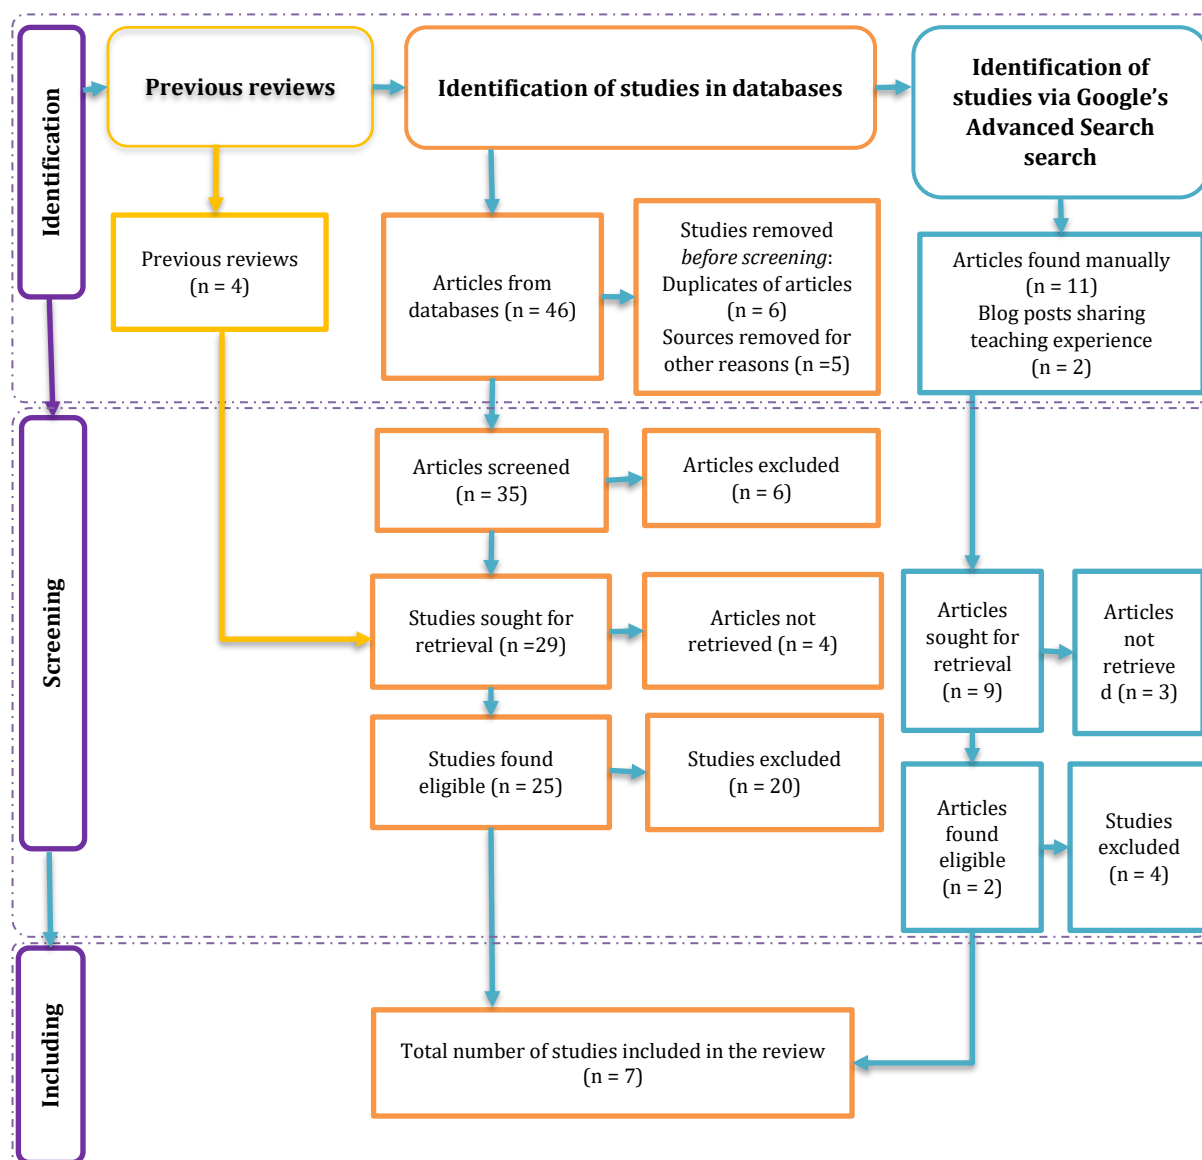 Identification
Previous reviews
Identification of studies in databases
Identification of
studies via Google’s
Advanced Search
search
Previous reviews
(n = 4)
Articles from
databases (n = 46)
Studies removed
before screening:
Duplicates of articles
(n = 6)
Sources removed for
other reasons (n =5)
Articles found manually
(n = 11)
Blog posts sharing
teaching experience
(n = 2)
Screening
Articles screened
(n = 35)
Articles excluded
(n = 6)
Studies sought for
retrieval (n =29)
Articles not
retrieved (n = 4)
Articles
sought for
retrieval
(n = 9)
Articles
not
retrieve
d (n = 3)
Studies found
eligible (n = 25)
Studies excluded
(n = 20)
Articles
found
eligible
(n = 2)
Studies
excluded
(n = 4)
Including
Total number of studies included in the review
(n = 7)